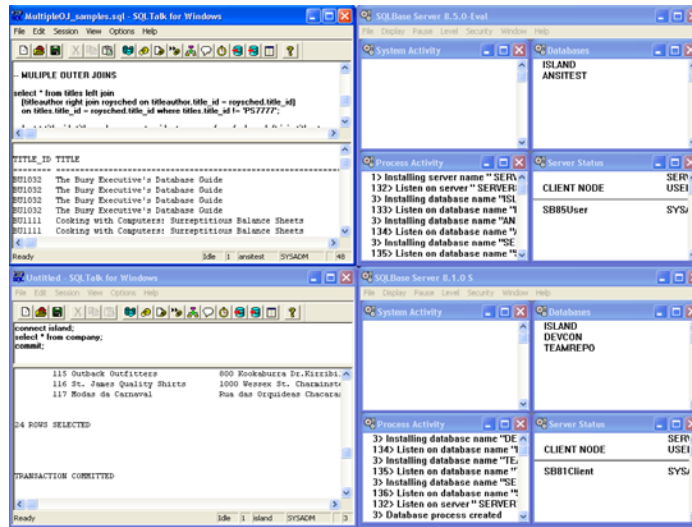 MultipleOJ_samples.sql - SQLTalk for Windows
File Edit Session View Options Help
-- MULIPLE OUTER JOINS
select * from titles left join
(titleauthor right join roysched on titleauthor.title_id = roysched.title_id)
on titles.title_id = roysched.title_id where titles.title_id != 'PS7777';
TITLE_ID TITLE
BU1032 The Busy Executive's Database Guide
BU1032 The Busy Executive's Database Guide
BU1032 The Busy Executive's Database Guide
BU1032 The Busy Executive's Database Guide
BU1111 Cooking with Computers: Surreptitious Balance Sheets
BU1111 Cooking with Computers: Surreptitious Balance Sheets
Ready Idle 1 ansitest SYSADM 48
SQLBase Server 8.5.0-Eval
File Display Pause Level Security Window Help
System Activity
Databases
ISLAND
ANSITEST
Process Activity
1> Installing server name " SERV
132> Listen on server " SERVER
3> Installing database name "ISL
133> Listen on database name "I
3> Installing database name "AN
134> Listen on database name
3> Installing database name "SE
135> Listen on database name "S
Server Status
SERV
CLIENT NODE USEI
SB85User SYS
Untitled - SQLTalk for Windows
File Edit Session View Options Help
connect island;
select * from company;
commit;
115 Outback Outfitters 800 Kookaburra Dr.Kirribi
116 St. James Quality Shirts 1000 Wessex St. Charminst
117 Modas da Carnaval Rua das Orquideas Chacara
24 ROWS SELECTED
TRANSACTION COMMITTED
Ready Idle 1 island SYSADM 3
SQLBase Server 8.1.0 S
File Display Pause Level Security Window Help
System Activity
Databases
ISLAND
DEVCON
TEAMREPO
Process Activity
3> Installing database name "DE
134> Listen on database name
3> Installing database name "TE
135> Listen on database name
3> Installing database name "SE
136> Listen on database name
132> Listen on server " SERVER
3> Database process created
Server Status
SERV
CLIENT NODE USEI
SB81Client SYS